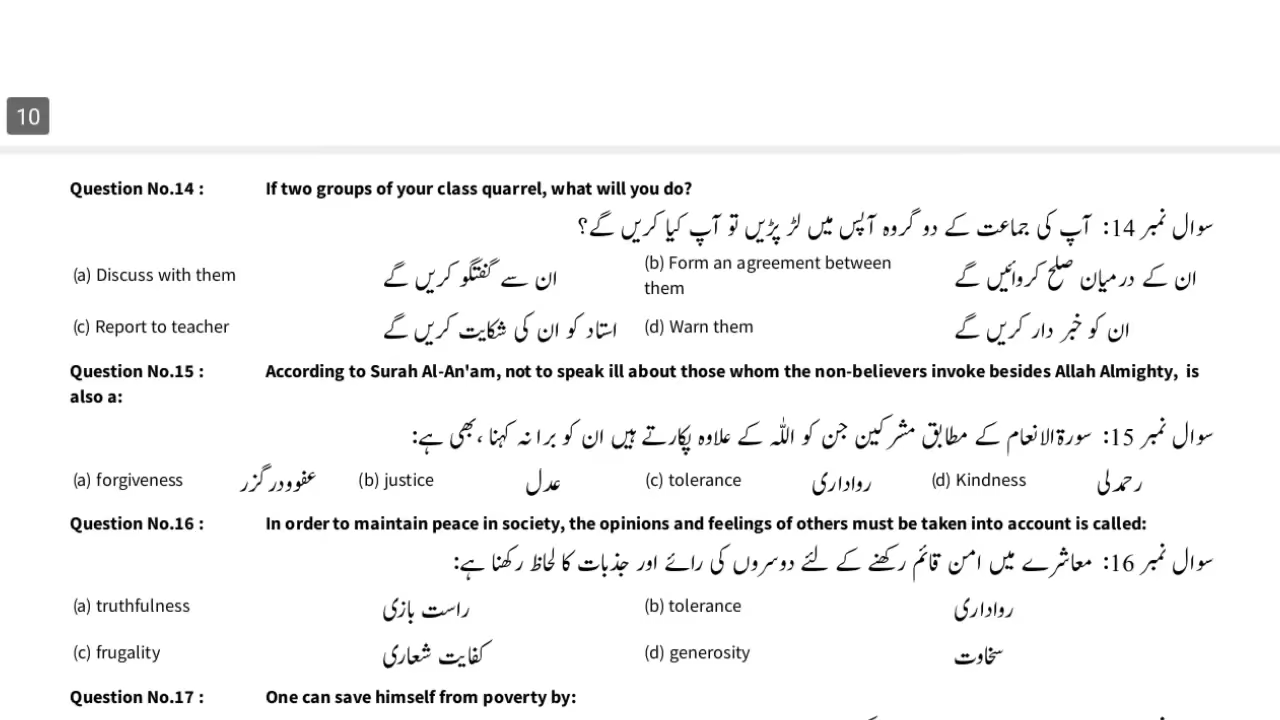 10
Question No.14 : If two groups of your class quarrel, what will you do?
سوال نمبر 14: آپ کی جماعت کے دو گروہ آپس میں لڑ پڑیں تو آپ کیا کریں گے؟
(a) Discuss with them ان سے گفتگو کریں گے (b) Form an agreement between
them ان کے درمیان صلح کروائیں گے
(c) Report to teacher استاد کو ان کی شکایت کریں گے (d) Warn them ان کو خبر دار کریں گے
Question No.15 : According to Surah Al-An'am, not to speak ill about those whom the non-believers invoke besides Allah Almighty, is
also a:
سوال نمبر 15: سورۃالانعام کے مطابق مشرکین جن کو اللہ کے علاوہ پکارتے ہیں ان کو برا نہ کہنا ،بھی ہے:
(a) forgiveness عفوودرگزر (b) justice عدل (c) tolerance رواداری (d) Kindness رحمدلی
Question No.16 : In order to maintain peace in society, the opinions and feelings of others must be taken into account is called:
سوال نمبر 16: معاشرے میں امن قائم رکھنے کے لئے دوسروں کی رائے اور جذبات کا لحاظ رکھنا ہے:
(a) truthfulness راست بازی (b) tolerance رواداری
(c) frugality کفایت شعاری (d) generosity سخاوت
Question No.17 : One can save himself from poverty by: